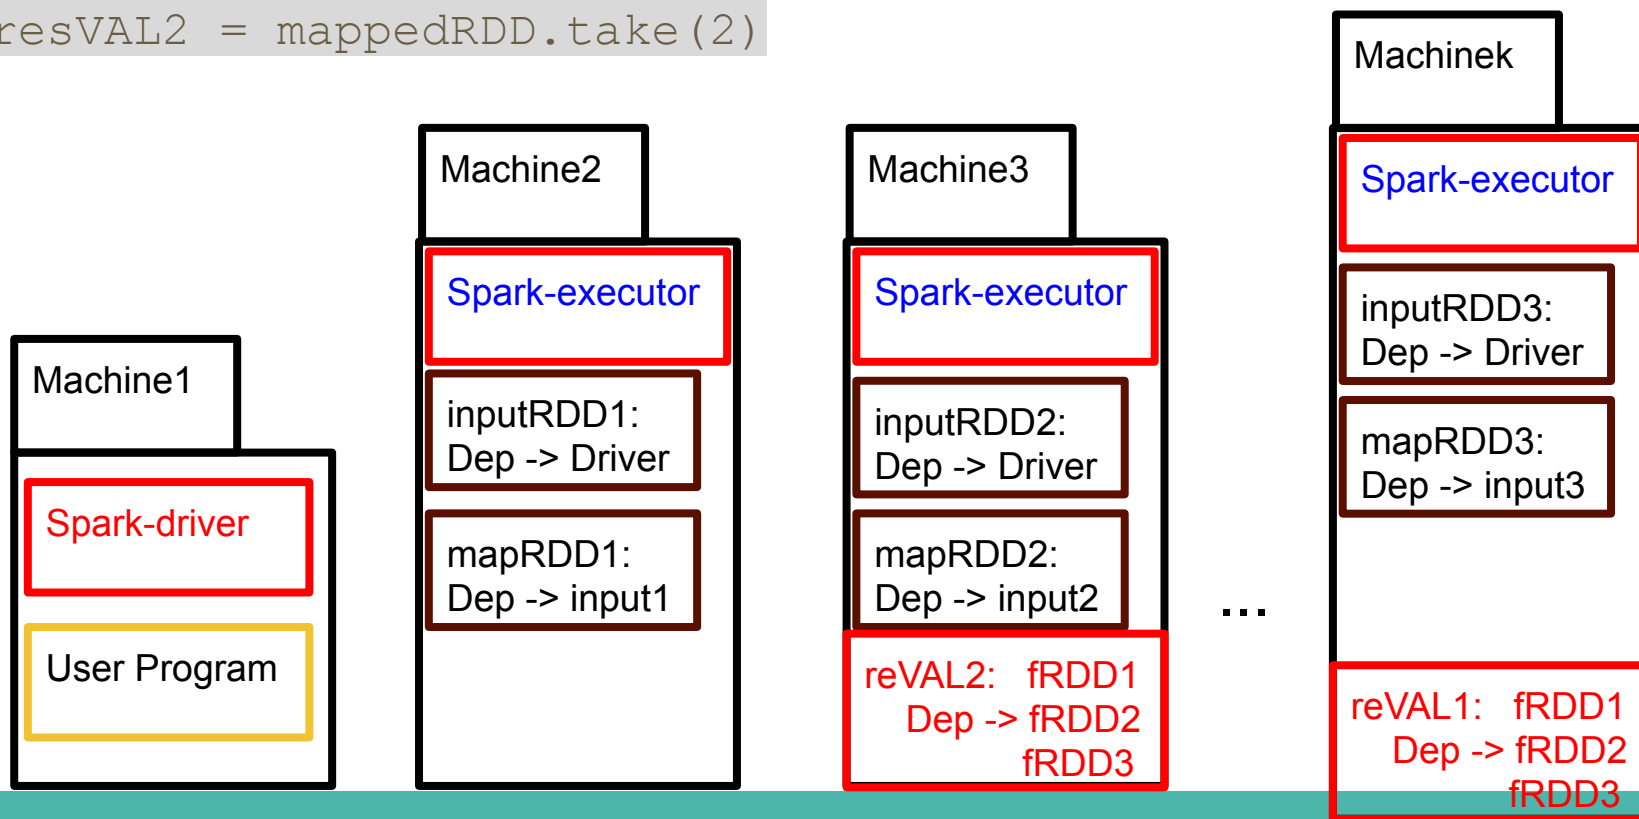 resVAL2 = mappedRDD.take(2)
Machine1
Spark-driver
User Program
Machine2
Spark-executor
inputRDD1:
Dep -> Driver
mapRDD1:
Dep -> input1
Machine3
Spark-executor
inputRDD2:
Dep -> Driver
mapRDD2:
Dep -> input2
reVAL2: fRDD1
Dep -> fRDD2
fRDD3
...
Machinek
Spark-executor
inputRDD3:
Dep -> Driver
mapRDD3:
Dep -> input3
reVAL1: fRDD1
Dep -> fRDD2
fRDD3